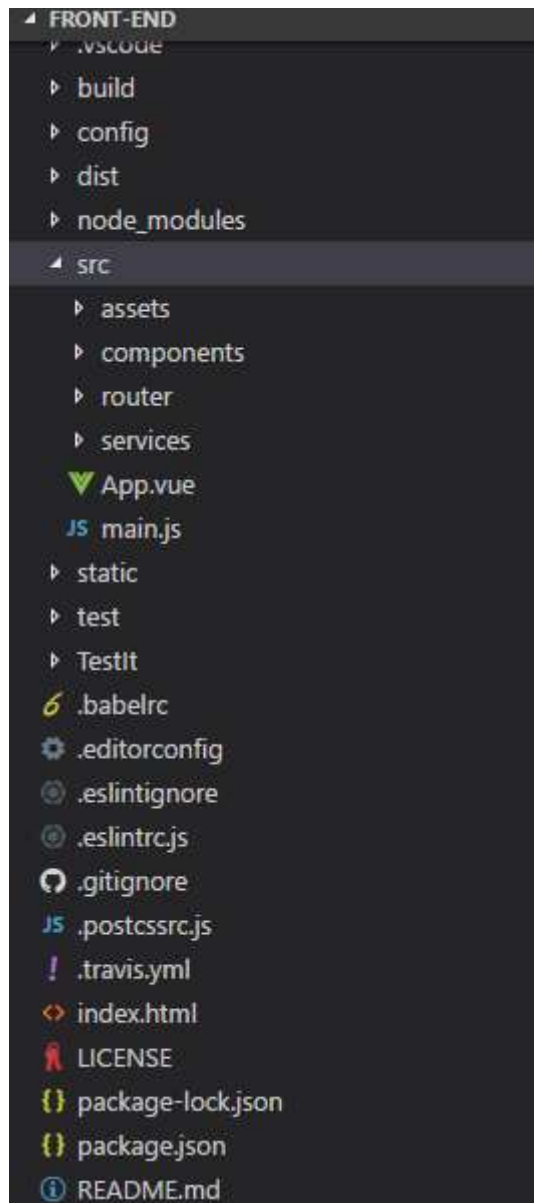 FRONT-END
.vscode
build
config
dist
node_modules
src
assets
components
router
services
App.vue
JS main.js
static
test
TestIt
.babelrc
.editorconfig
.eslintignore
.eslintrc.js
.gitignore
JS .postcssrc.js
! .travis.yml
<> index.html
LICENSE
{} package-lock.json
{} package.json
README.md